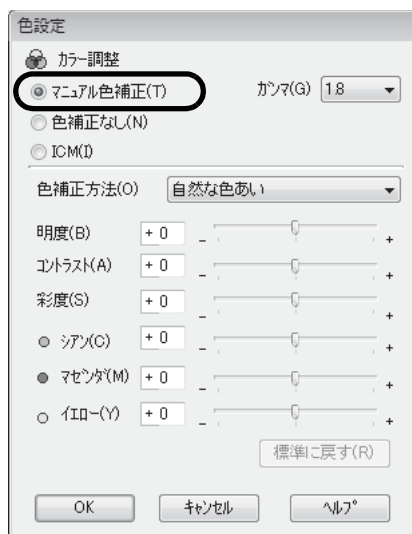 色設定
カラー調整
マニュアル色補正(T) ガンマ(G) 1.8
色補正なし(N)
ICM(I)
色補正方法(O) 自然な色あい
明度(B) + 0 - +
コントラスト(A) + 0 - +
彩度(S) + 0 - +
シアン(C) + 0 - +
マゼンダ(M) + 0 - +
イエロー(Y) + 0 - +
標準に戻す(R)
OK キャンセル ヘルプ